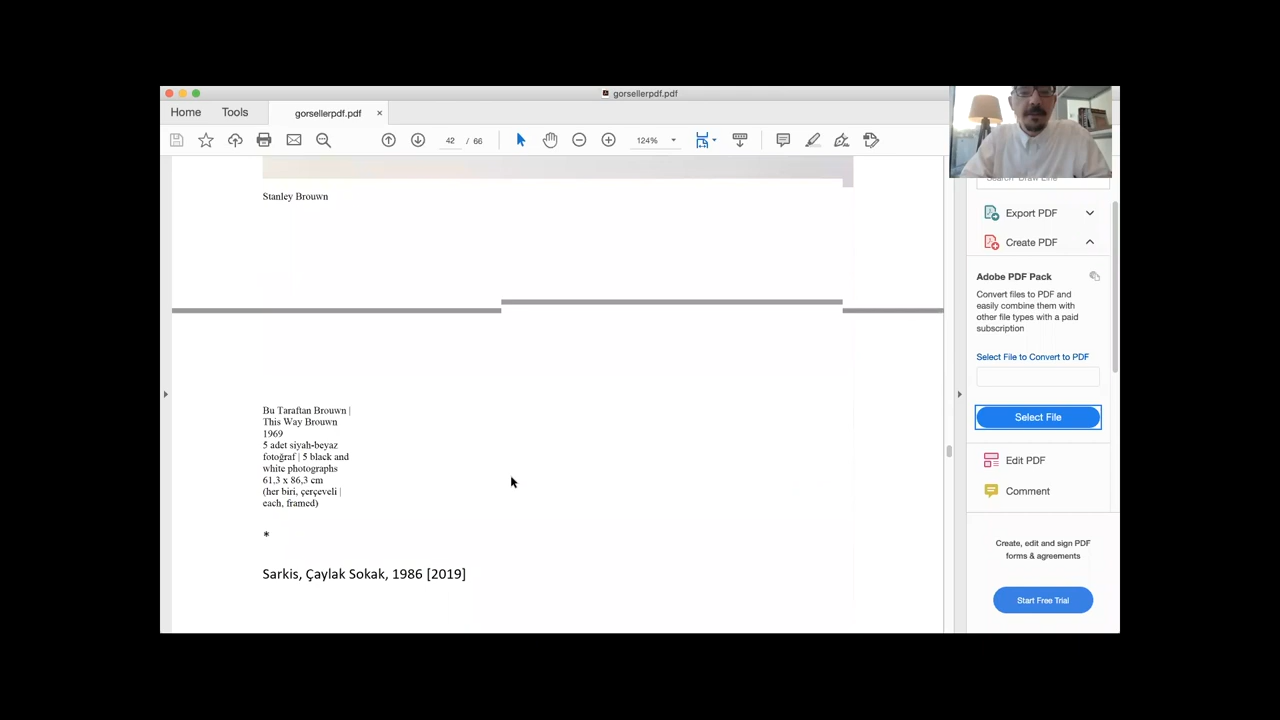 gorsellerpdf.pdf
Home
Tools
gorsellerpdf.pdf
42 / 66
124%
Stanley Brouwn
Bu Taraftan Brouwn |
This Way Brouwn
1969
5 adet siyah-beyaz
fotoğraf | 5 black and
white photographs
61,3 x 86,3 cm
(her biri, çerçeveli |
each, framed)
*
Sarkis, Çaylak Sokak, 1986 [2019]
Export PDF
Create PDF
Adobe PDF Pack
Convert files to PDF and
easily combine them with
other file types with a paid
subscription
Select File to Convert to PDF
Select File
Edit PDF
Comment
Create, edit and sign PDF
forms & agreements
Start Free Trial